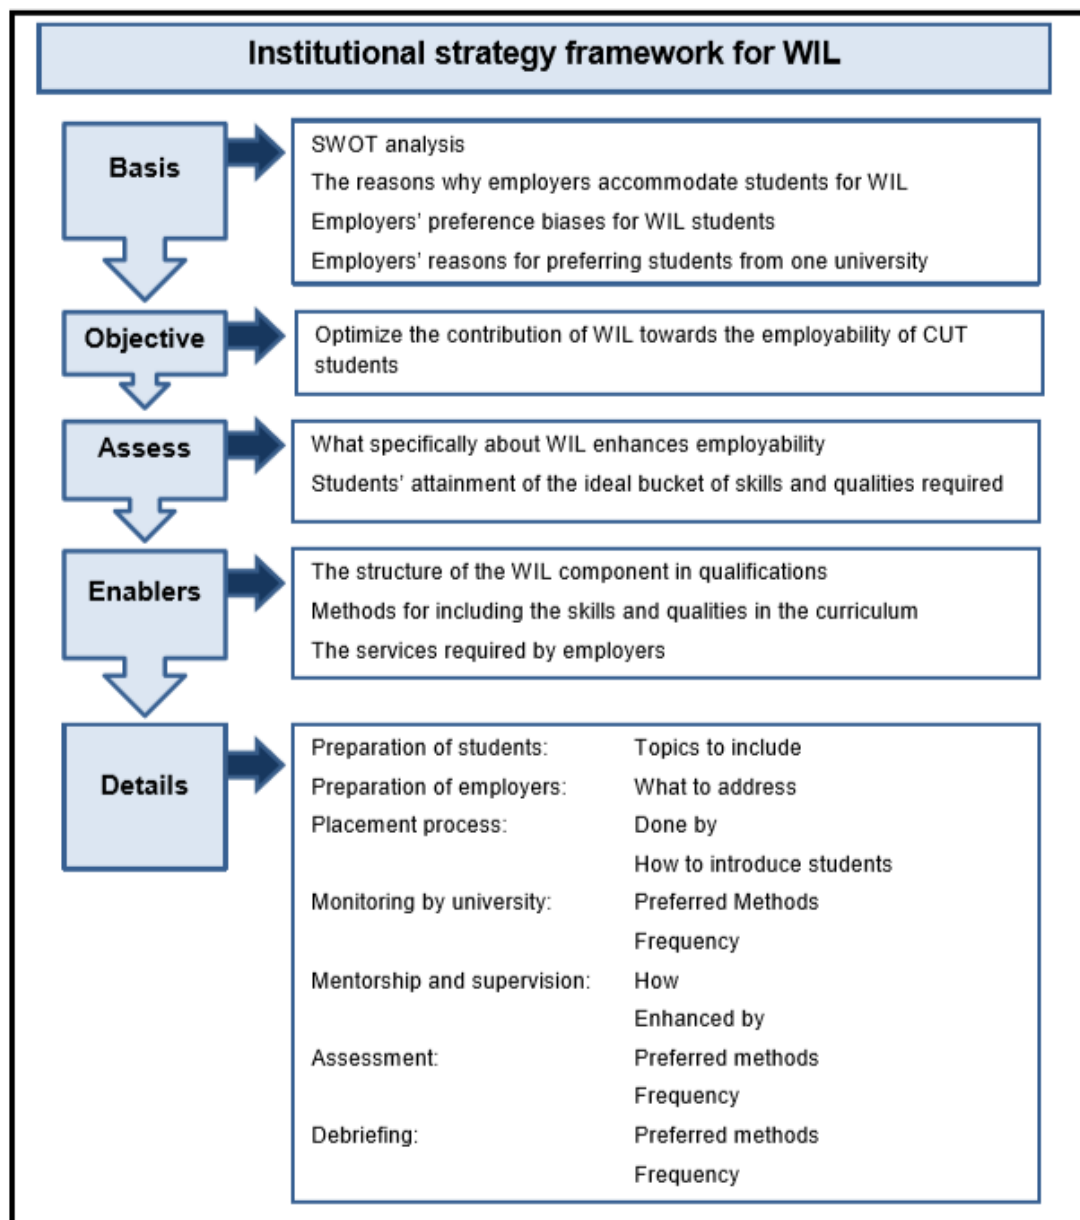 Institutional strategy framework for WIL
Basis
SWOT analysis
The reasons why employers accommodate students for WIL
Employers’ preference biases for WIL students
Employers’ reasons for preferring students from one university
Objective
Optimize the contribution of WIL towards the employability of CUT
students
Assess
What specifically about WIL enhances employability
Students’ attainment of the ideal bucket of skills and qualities required
Enablers
The structure of the WIL component in qualifications
Methods for including the skills and qualities in the curriculum
The services required by employers
Details
Preparation of students: Topics to include
Preparation of employers: What to address
Placement process: Done by
How to introduce students
Monitoring by university: Preferred Methods
Frequency
Mentorship and supervision: How
Enhanced by
Assessment: Preferred methods
Frequency
Debriefing: Preferred methods
Frequency